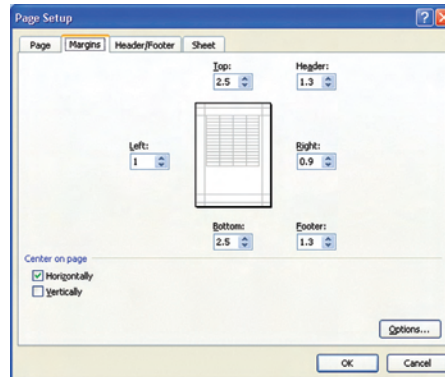 Page Setup
Page Margins Header/Footer Sheet
Top: Header:
2.5 1.3
Left: Right:
1 0.9
Bottom: Footer:
2.5 1.3
Center on page
Horizontally
Vertically
Options...
OK Cancel